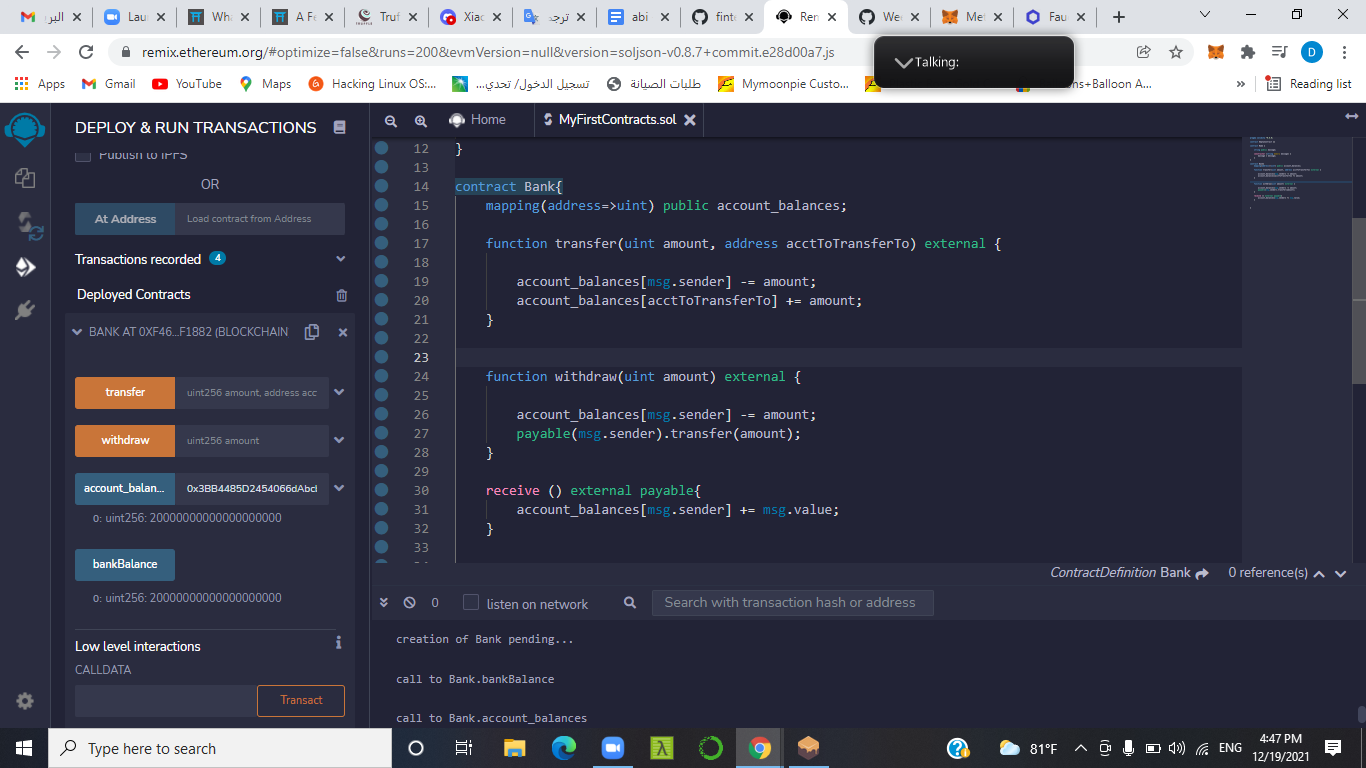 البر
Laun
Wha
A Fe
Truf
Xiao
ترجمة
abi
finte
Rem
Wee
Met
Fau
remix.ethereum.org/#optimize=false&runs=200&evmVersion=null&version=soljson-v0.8.7+commit.e28d00a7.js
D
Talking:
Apps
Gmail
YouTube
Maps
Hacking Linux OS:...
تسجيل الدخول/ تحدي...
طلبات الصيانة
Mymoonpie Custo...
ns+Balloon A...
Reading list
DEPLOY & RUN TRANSACTIONS
Publish to IPFS
OR
At Address Load contract from Address
Transactions recorded 4
Deployed Contracts
BANK AT 0XF46...F1882 (BLOCKCHAIN
transfer uint256 amount, address acc
withdraw uint256 amount
account_balan... 0x3BB4485D2454066dAbcl
0: uint256: 20000000000000000000
bankBalance
0: uint256: 20000000000000000000
Low level interactions
CALLDATA
Transact
Home
MyFirstContracts.sol
12 }
13
14 contract Bank{
15 mapping(address=>uint) public account_balances;
16
17 function transfer(uint amount, address acctToTransferTo) external {
18
19 account_balances[msg.sender] -= amount;
20 account_balances[acctToTransferTo] += amount;
21 }
22
23
24 function withdraw(uint amount) external {
25
26 account_balances[msg.sender] -= amount;
27 payable(msg.sender).transfer(amount);
28 }
29
30 receive () external payable{
31 account_balances[msg.sender] += msg.value;
32 }
33
ContractDefinition Bank 0 reference(s)
0 listen on network Search with transaction hash or address
creation of Bank pending...
call to Bank.bankBalance
call to Bank.account_balances
Type here to search
81°F
ENG
4:47 PM
12/19/2021